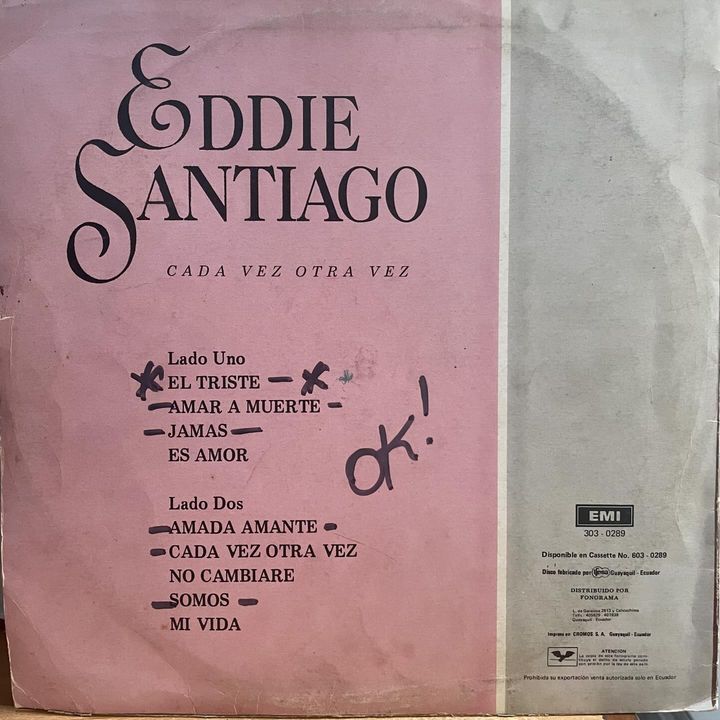 EDDIE
SANTIAGO
CADA VEZ OTRA VEZ
Lado Uno
EL TRISTE
AMAR A MUERTE
JAMAS
ES AMOR
OK!
Lado Dos
AMADA AMANTE
CADA VEZ OTRA VEZ
NO CAMBIARE
SOMOS
MI VIDA
EMI
303 - 0289
Disponible en Cassette No. 603 - 0289
Disco fabricado por Guayaquil - Ecuador
DISTRIBUIDO POR
FONORAMA
Guayaquil - Ecuador
Impreso en CROMOS S. A. Guayaquil - Ecuador
ATENCION
Prohibida su exportación venta autorizada solo en Ecuador